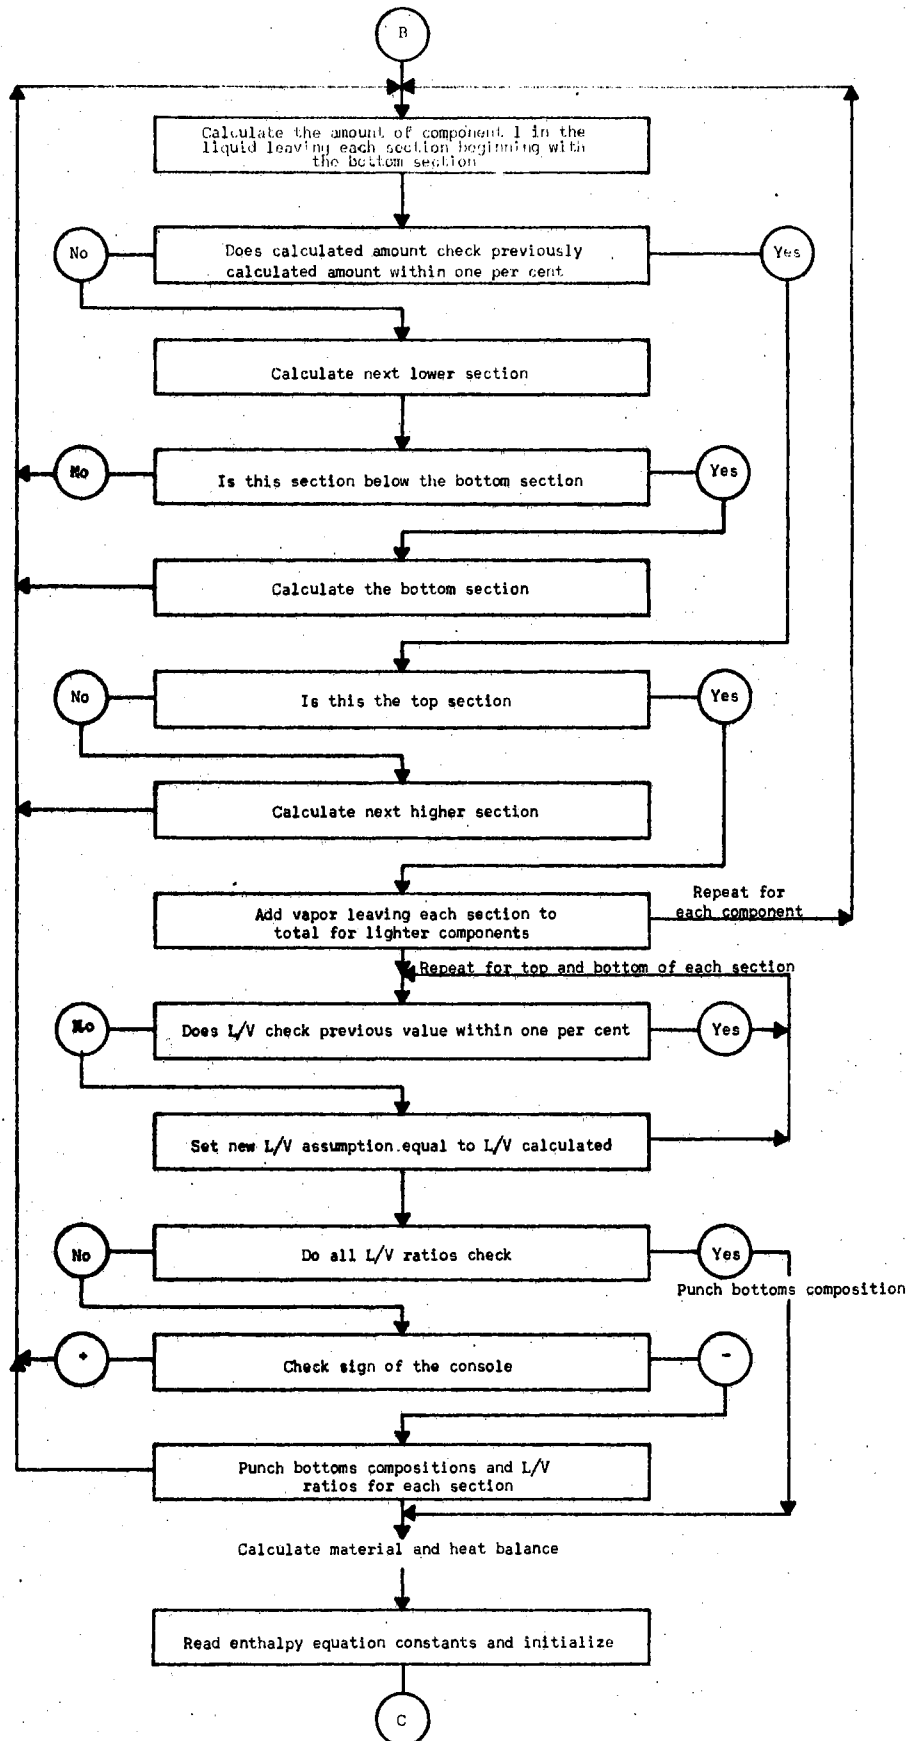 B
Calculate the amount of component 1 in the
liquid leaving each section beginning with
the bottom section
No
Does calculated amount check previously
calculated amount within one per cent
Yes
Calculate next lower section
No
Is this section below the bottom section
Yes
Calculate the bottom section
No
Is this the top section
Yes
Calculate next higher section
Add vapor leaving each section to
total for lighter components
Repeat for
each component
Repeat for top and bottom of each section
No
Does L/V check previous value within one per cent
Yes
Set new L/V assumption.equal to L/V calculated
No
Do all L/V ratios check
Yes
Punch bottoms composition
+
Check sign of the console
-
Punch bottoms compositions and L/V
ratios for each section
Calculate material and heat balance
Read enthalpy equation constants and initialize
C